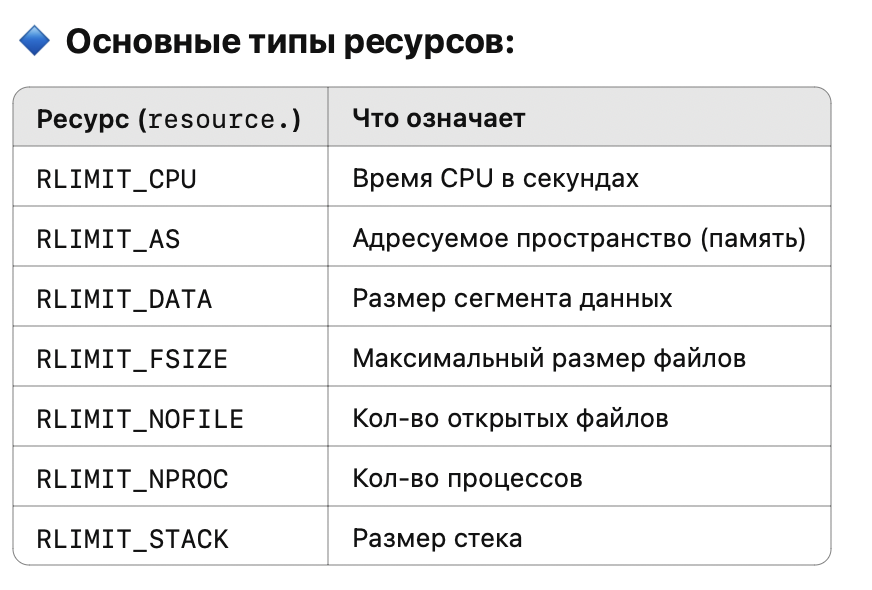 Основные типы ресурсов:
Ресурс (resource.) Что означает
RLIMIT_CPU Время CPU в секундах
RLIMIT_AS Адресуемое пространство (память)
RLIMIT_DATA Размер сегмента данных
RLIMIT_FSIZE Максимальный размер файлов
RLIMIT_NOFILE Кол-во открытых файлов
RLIMIT_NPROC Кол-во процессов
RLIMIT_STACK Размер стека